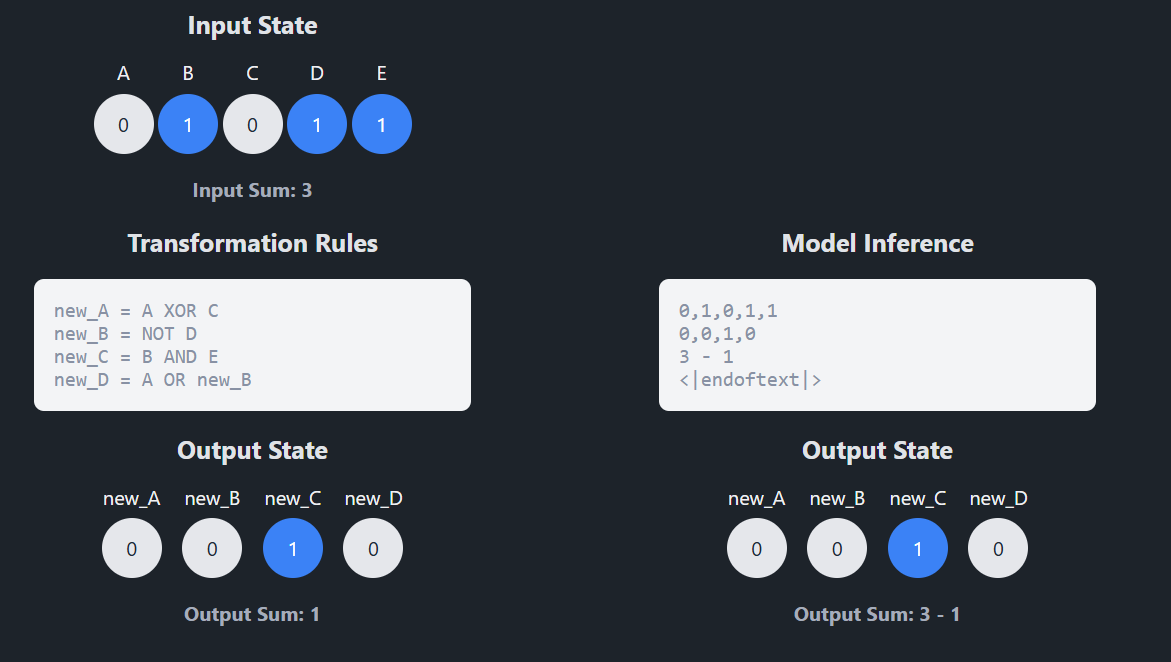 Input State
A B C D E
0 1 0 1 1
Input Sum: 3
Transformation Rules
new_A = A XOR C
new_B = NOT D
new_C = B AND E
new_D = A OR new_B
Output State
new_A new_B new_C new_D
0 0 1 0
Output Sum: 1
Model Inference
0,1,0,1,1
0,0,1,0
3 - 1
<|endoftext|>
Output State
new_A new_B new_C new_D
0 0 1 0
Output Sum: 3 - 1